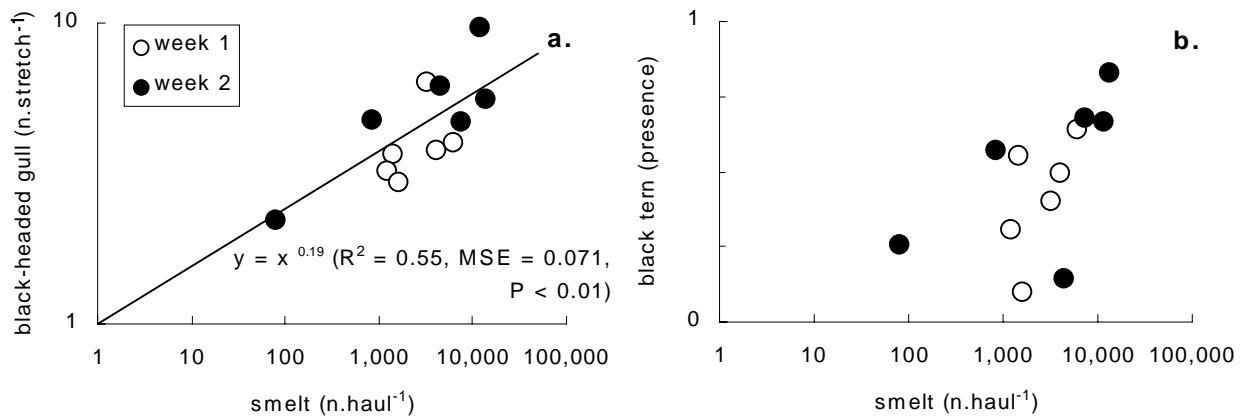 10
1
week 1
week 2
a.
black-headed gull (n.stretch-1)
y = x 0.19 (R2 = 0.55, MSE = 0.071,
P < 0.01)
1 10 100 1,000 10,000 100,000
smelt (n.haul-1)
1
0
b.
black tern (presence)
1 10 100 1,000 10,000 100,000
smelt (n.haul-1)